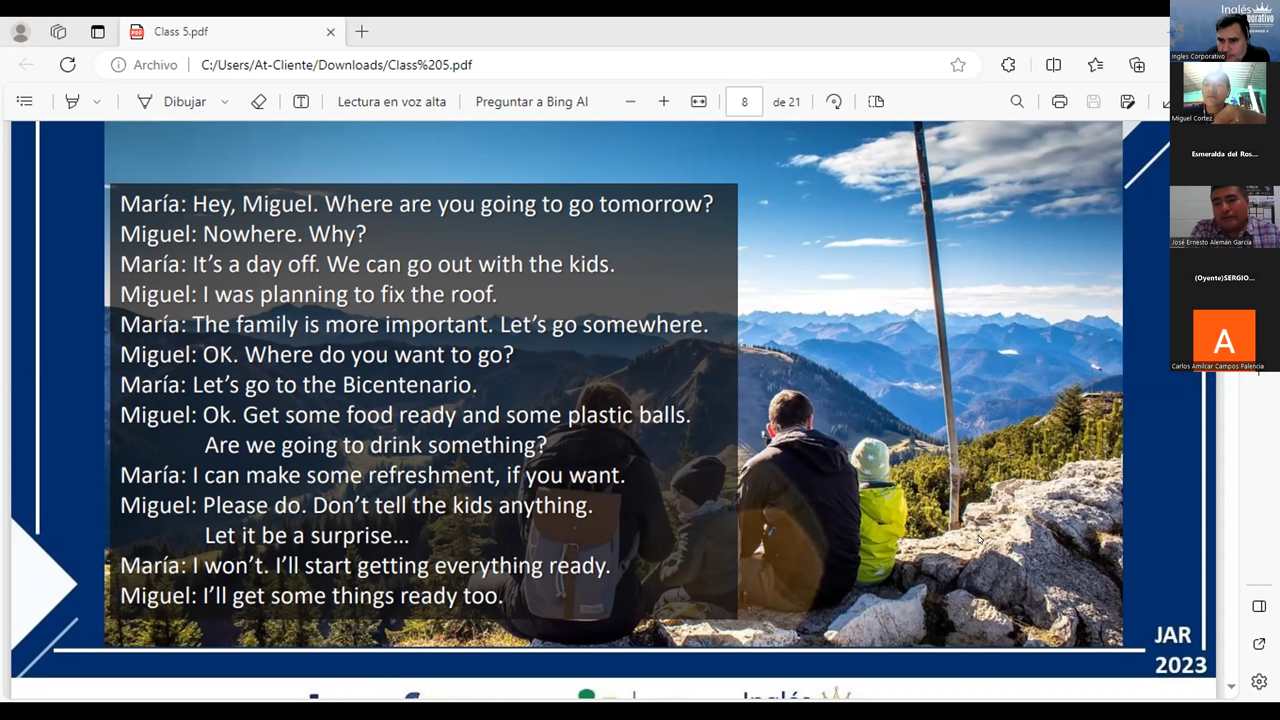 Class 5.pdf
Archivo
C:/Users/At-Cliente/Downloads/Class%205.pdf
Dibujar
Lectura en voz alta
Preguntar a Bing AI
8
de 21
María: Hey, Miguel. Where are you going to go tomorrow?
Miguel: Nowhere. Why?
María: It's a day off. We can go out with the kids.
Miguel: I was planning to fix the roof.
María: The family is more important. Let's go somewhere.
Miguel: OK. Where do you want to go?
María: Let's go to the Bicentenario.
Miguel: Ok. Get some food ready and some plastic balls.
Are we going to drink something?
María: I can make some refreshment, if you want.
Miguel: Please do. Don't tell the kids anything.
Let it be a surprise...
María: I won't. I'll start getting everything ready.
Miguel: I'll get some things ready too.
JAR
2023
Inglés
Inglés
Ingles Corporativo
Miguel Cortez
Esmeralda del Ros...
José Ernesto Alemán García
(Oyente)SERGIO...
A
Carlos Amilcar Campos Palencia